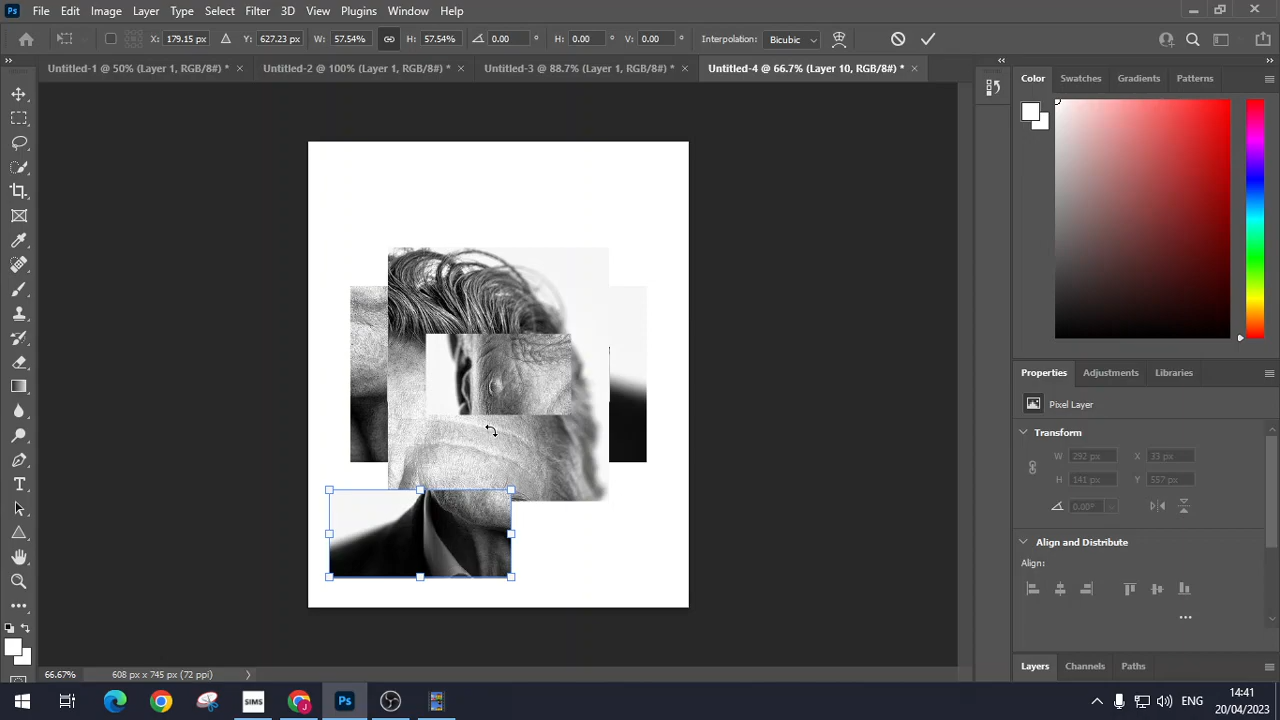 Ps File Edit Image Layer Type Select Filter 3D View Plugins Window Help
X: 179.15 px Y: 627.23 px W: 57.54% H: 57.54% 0.00 ° H: 0.00 ° V: 0.00 ° Interpolation: Bicubic
Untitled-1 @ 50% (Layer 1, RGB/8#) * × Untitled-2 @ 100% (Layer 1, RGB/8#) * × Untitled-3 @ 88.7% (Layer 1, RGB/8#) * × Untitled-4 @ 66.7% (Layer 10, RGB/8#) * ×
Color Swatches Gradients Patterns
Properties Adjustments Libraries
Pixel Layer
Transform
W 292 px X 33 px
H 141 px Y 557 px
0.00°
Align and Distribute
Align:
Layers Channels Paths
66.67% 608 px x 745 px (72 ppi)
SIMS
Ps
ENG
14:41
20/04/2023